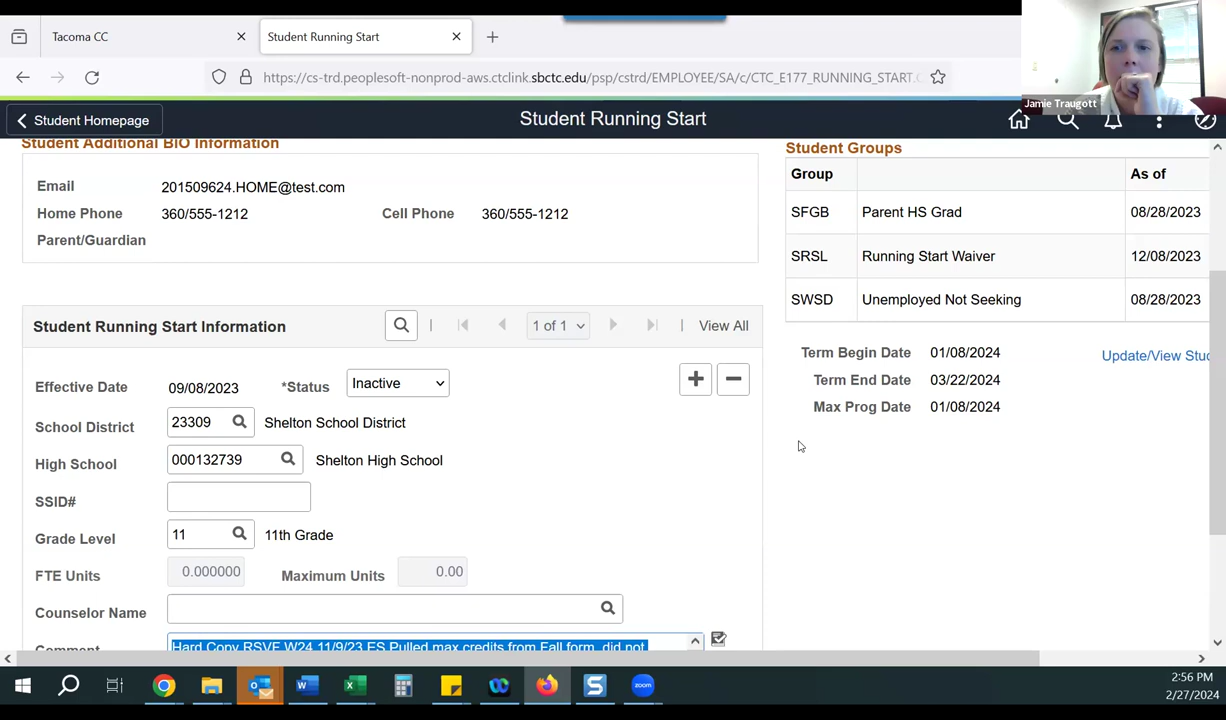 Tacoma CC
Student Running Start
https://cs-trd.peoplesoft-nonprod-aws.ctclink.sbctc.edu/psp/cstrd/EMPLOYEE/SA/c/CTC_E177_RUNNING_START.
Jamie Traugott
Student Homepage
Student Running Start
Student Additional BIO Information
Email 201509624.HOME@test.com
Home Phone 360/555-1212 Cell Phone 360/555-1212
Parent/Guardian
Student Groups
Group As of
SFGB Parent HS Grad 08/28/2023
SRSL Running Start Waiver 12/08/2023
SWSD Unemployed Not Seeking 08/28/2023
Term Begin Date 01/08/2024
Term End Date 03/22/2024
Max Prog Date 01/08/2024
Update/View Stud
Student Running Start Information 1 of 1 View All
Effective Date 09/08/2023 *Status Inactive
School District 23309 Shelton School District
High School 000132739 Shelton High School
SSID#
Grade Level 11 11th Grade
FTE Units 0.000000 Maximum Units 0.00
Counselor Name
Comment Hard Copy RSVF W24 11/9/23 ES Pulled max credits from Fall form, did not
zoom
2:56 PM
2/27/2024